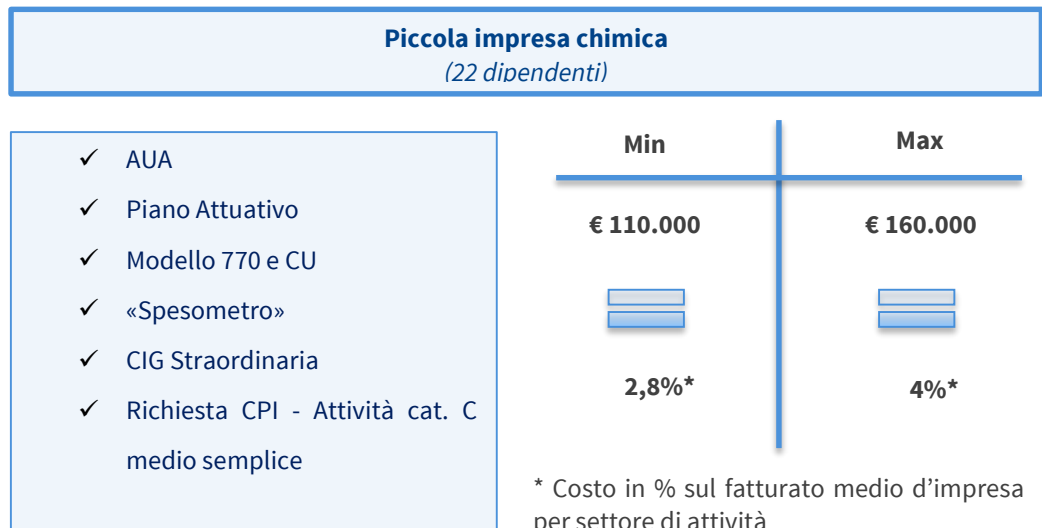 Piccola impresa chimica
(22 dipendenti)
✓ AUA
✓ Piano Attuativo
✓ Modello 770 e CU
✓ «Spesometro»
✓ CIG Straordinaria
✓ Richiesta CPI - Attività cat. C
medio semplice
Min Max
€ 110.000 € 160.000
2,8%* 4%*
* Costo in % sul fatturato medio d'impresa
per settore di attività